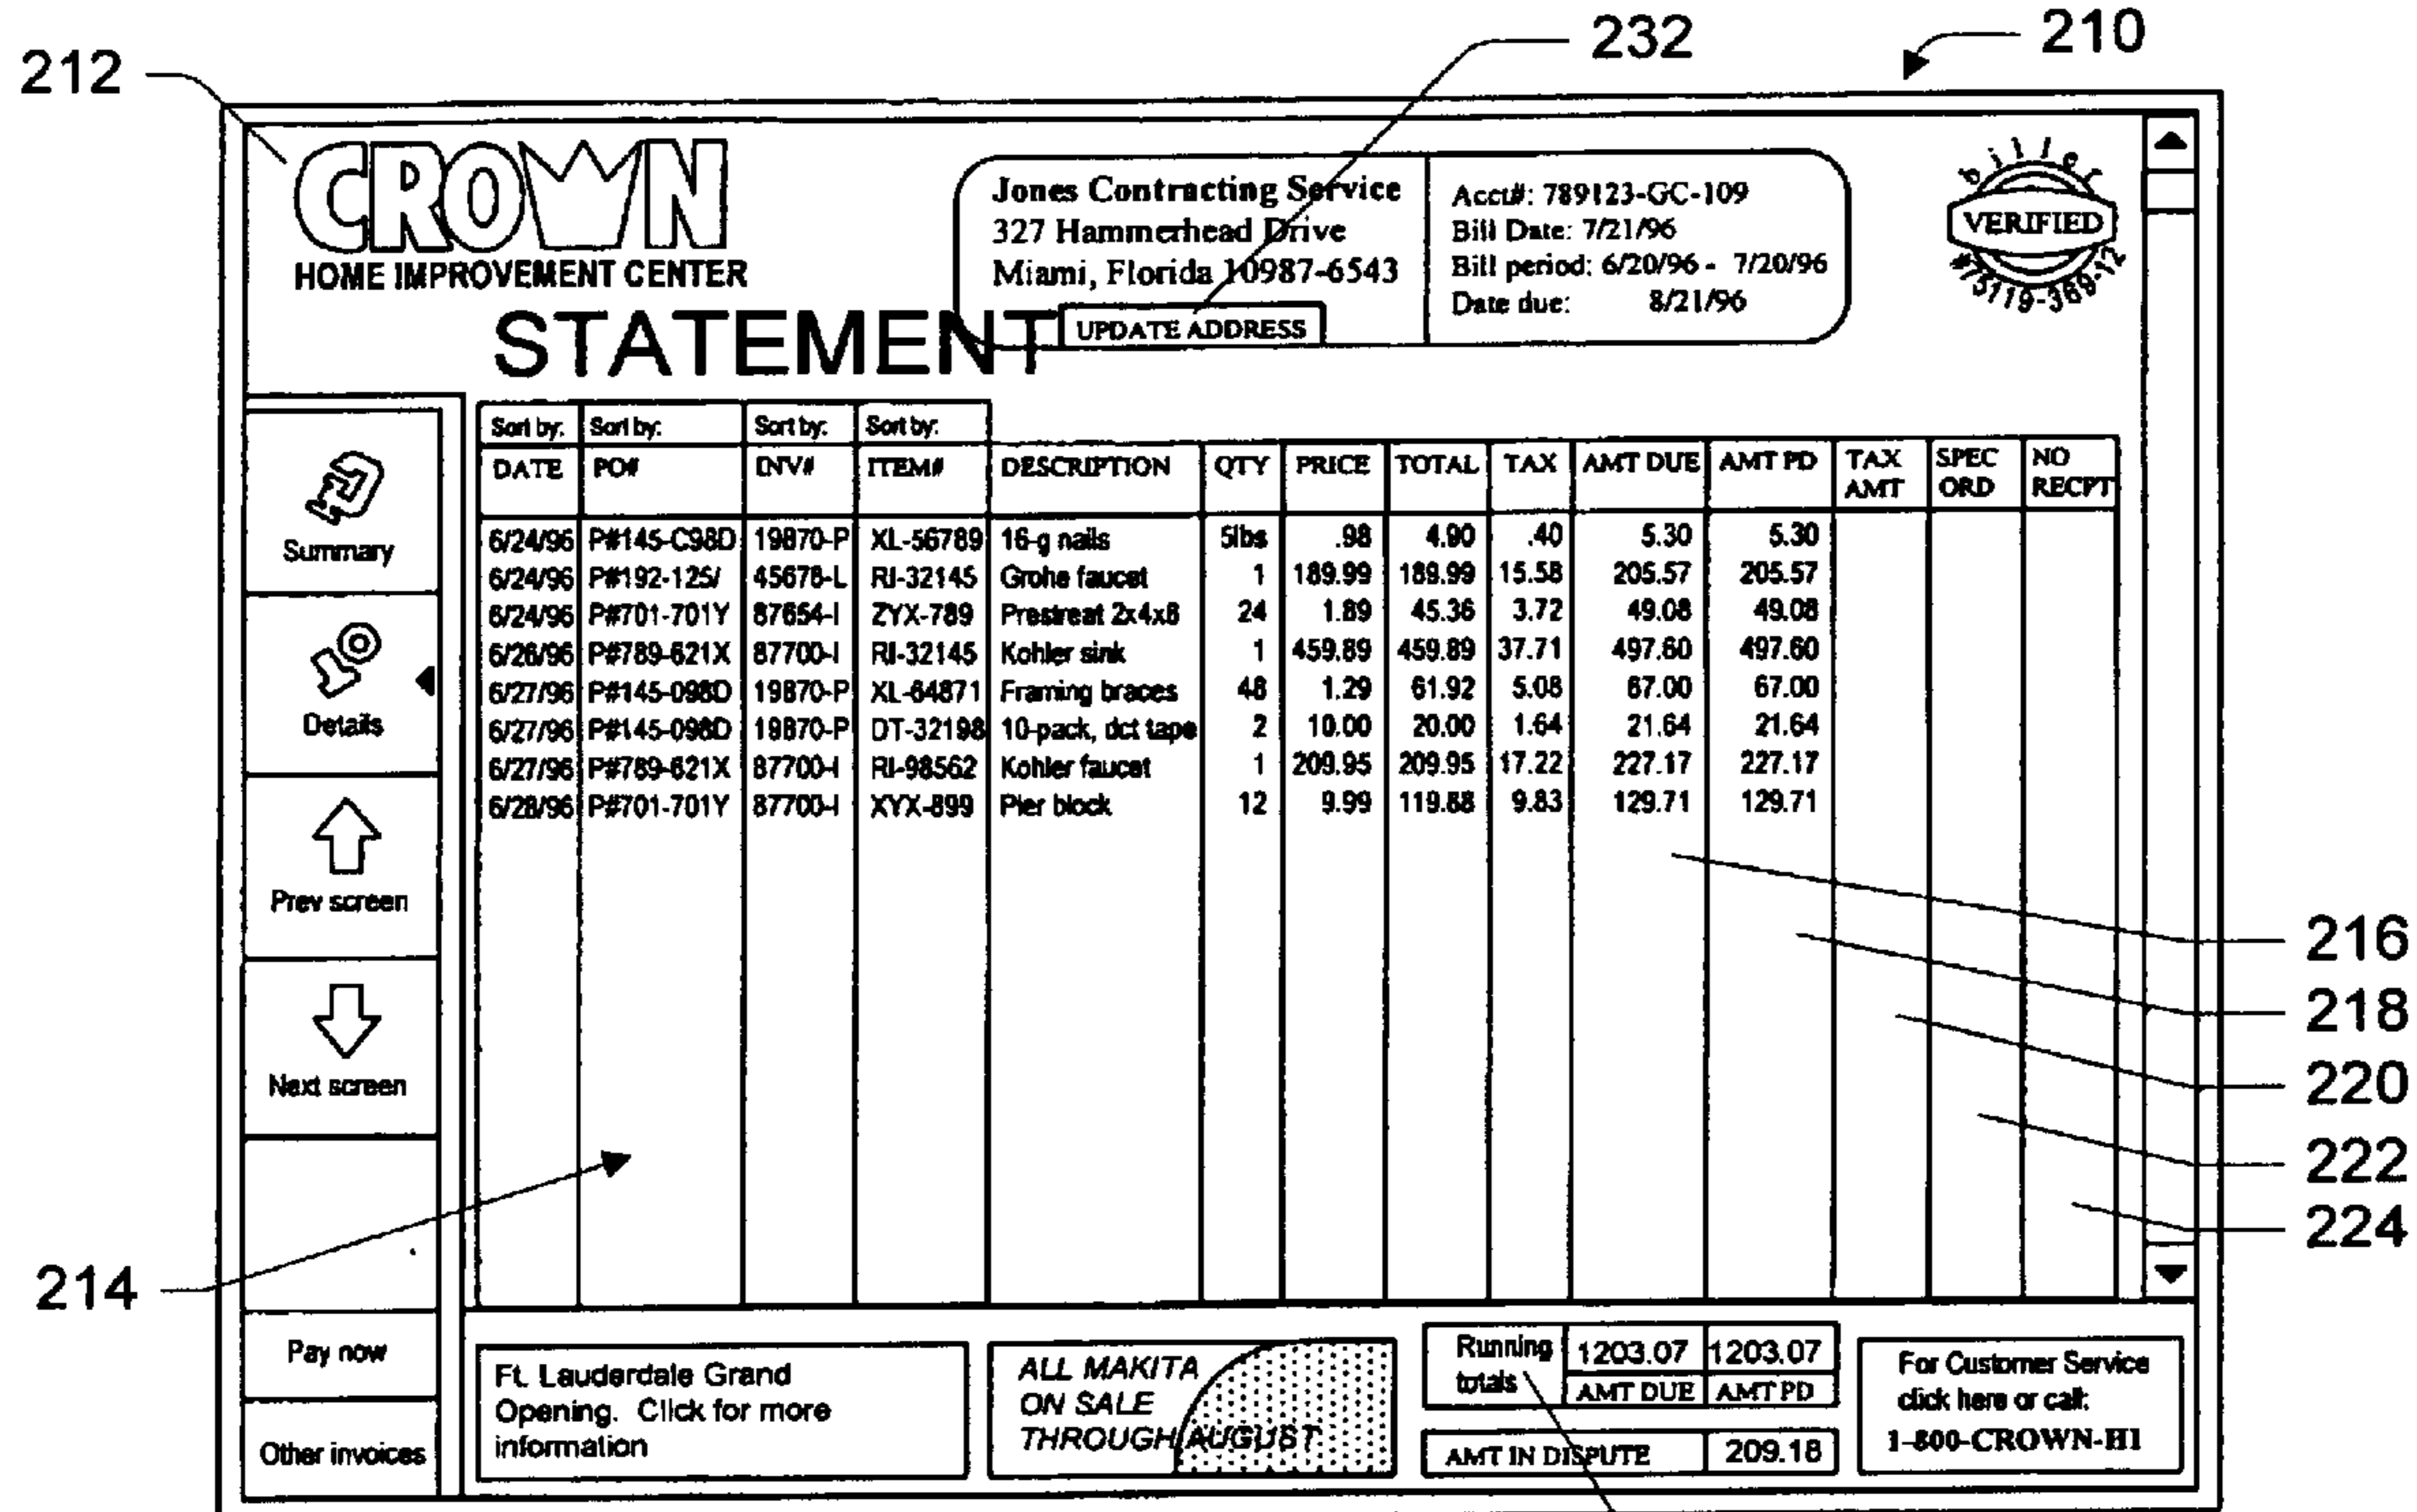 232
210
212
CROWN
HOME IMPROVEMENT CENTER
STATEMENT
Jones Contracting Service
327 Hammerhead Drive
Miami, Florida 10987-6543
UPDATE ADDRESS
Acct#: 789123-GC-109
Bill Date: 7/21/96
Bill period: 6/20/96 - 7/20/96
Date due: 8/21/96
biller
VERIFIED
Summary
Details
Prev screen
Next screen
Pay now
Other invoices
Sort by: Sort by: Sort by: Sort by:
DATE PO# INV# ITEM# DESCRIPTION QTY PRICE TOTAL TAX AMT DUE AMT PD TAX AMT SPEC ORD NO RECPT
6/24/96 P#145-C98D 19870-P XL-56789 16-g nails 5lbs .98 4.90 .40 5.30 5.30
6/24/96 P#192-125/ 45678-L RI-32145 Grohe faucet 1 189.99 189.99 15.58 205.57 205.57
6/24/96 P#701-701Y 87654-I ZYX-789 Prestreat 2x4x8 24 1.89 45.36 3.72 49.08 49.08
6/26/96 P#789-621X 87700-I RI-32145 Kohler sink 1 459.89 459.89 37.71 497.60 497.60
6/27/96 P#145-098D 19870-P XL-64871 Framing braces 48 1.29 61.92 5.08 67.00 67.00
6/27/96 P#145-098D 19870-P DT-32198 10-pack, dct tape 2 10.00 20.00 1.64 21.64 21.64
6/27/96 P#789-621X 87700-I RI-98562 Kohler faucet 1 209.95 209.95 17.22 227.17 227.17
6/28/96 P#701-701Y 87700-I XYX-899 Pier block 12 9.99 119.88 9.83 129.71 129.71
216
218
220
222
224
214
Ft. Lauderdale Grand
Opening. Click for more
information
ALL MAKITA
ON SALE
THROUGH AUGUST
Running totals 1203.07 1203.07
AMT DUE AMT PD
AMT IN DISPUTE 209.18
For Customer Service
click here or call:
1-800-CROWN-HI